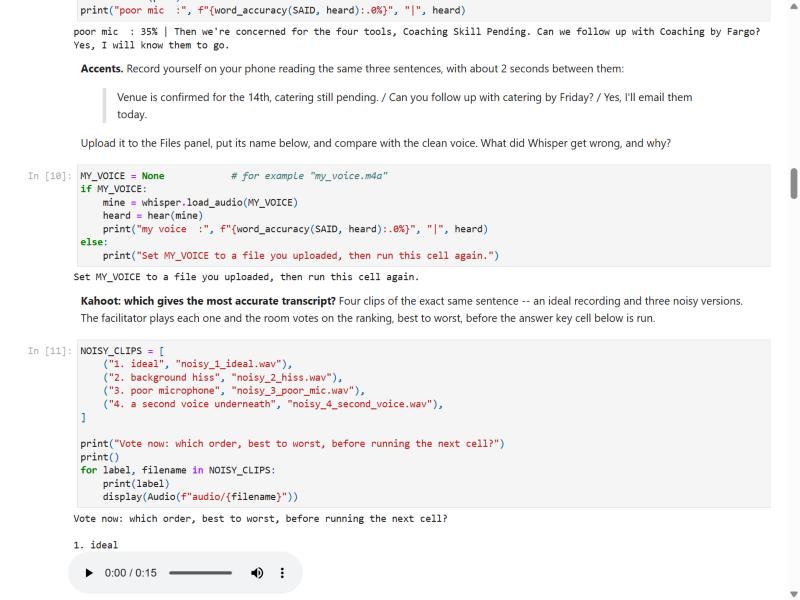 print("poor mic  :", f"{word_accuracy(SAID, heard):.0%}", "|", heard)
poor mic  : 35% | Then we're concerned for the four tools, Coaching Skill Pending. Can we follow up with Coaching by Fargo?
Yes, I will know them to go.
Accents. Record yourself on your phone reading the same three sentences, with about 2 seconds between them:
Venue is confirmed for the 14th, catering still pending. / Can you follow up with catering by Friday? / Yes, I'll email them
today.
Upload it to the Files panel, put its name below, and compare with the clean voice. What did Whisper get wrong, and why?
In [10]:
MY_VOICE = None           # for example "my_voice.m4a"
if MY_VOICE:
    mine = whisper.load_audio(MY_VOICE)
    heard = hear(mine)
    print("my voice  :", f"{word_accuracy(SAID, heard):.0%}", "|", heard)
else:
    print("Set MY_VOICE to a file you uploaded, then run this cell again.")
Set MY_VOICE to a file you uploaded, then run this cell again.
Kahoot: which gives the most accurate transcript? Four clips of the exact same sentence -- an ideal recording and three noisy versions.
The facilitator plays each one and the room votes on the ranking, best to worst, before the answer key cell below is run.
In [11]:
NOISY_CLIPS = [
    ("1. ideal", "noisy_1_ideal.wav"),
    ("2. background hiss", "noisy_2_hiss.wav"),
    ("3. poor microphone", "noisy_3_poor_mic.wav"),
    ("4. a second voice underneath", "noisy_4_second_voice.wav"),
]
print("Vote now: which order, best to worst, before running the next cell?")
print()
for label, filename in NOISY_CLIPS:
    print(label)
    display(Audio(f"audio/{filename}"))
Vote now: which order, best to worst, before running the next cell?
1. ideal
0:00 / 0:15